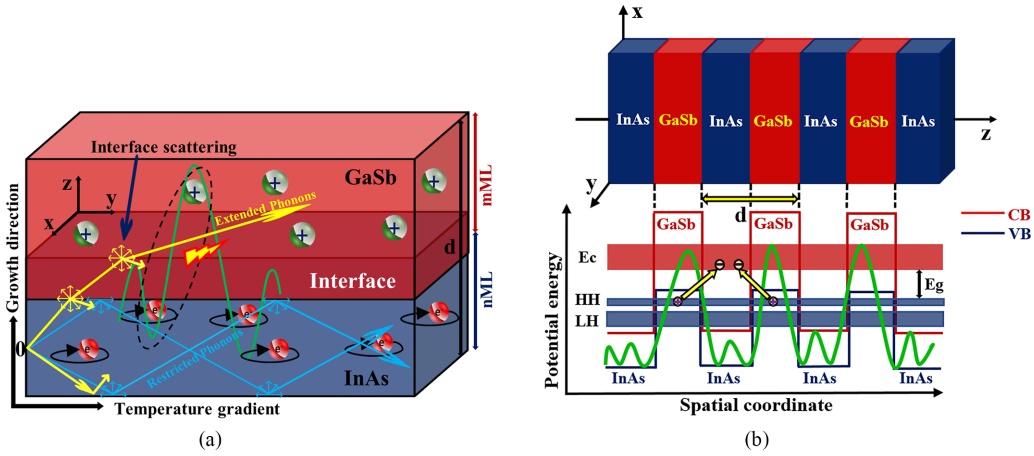 Interface scattering
GaSb
z
y
x
Extended Phonons
mML
d
nML
Interface
Growth direction
0
e
e
e
e
e
Restricted Phonons
InAs
Temperature gradient
(a)
x
InAs
GaSb
InAs
GaSb
InAs
GaSb
InAs
z
y
d
CB
VB
GaSb
GaSb
GaSb
Ec
Eg
HH
LH
Potential energy
InAs
InAs
InAs
InAs
Spatial coordinate
(b)